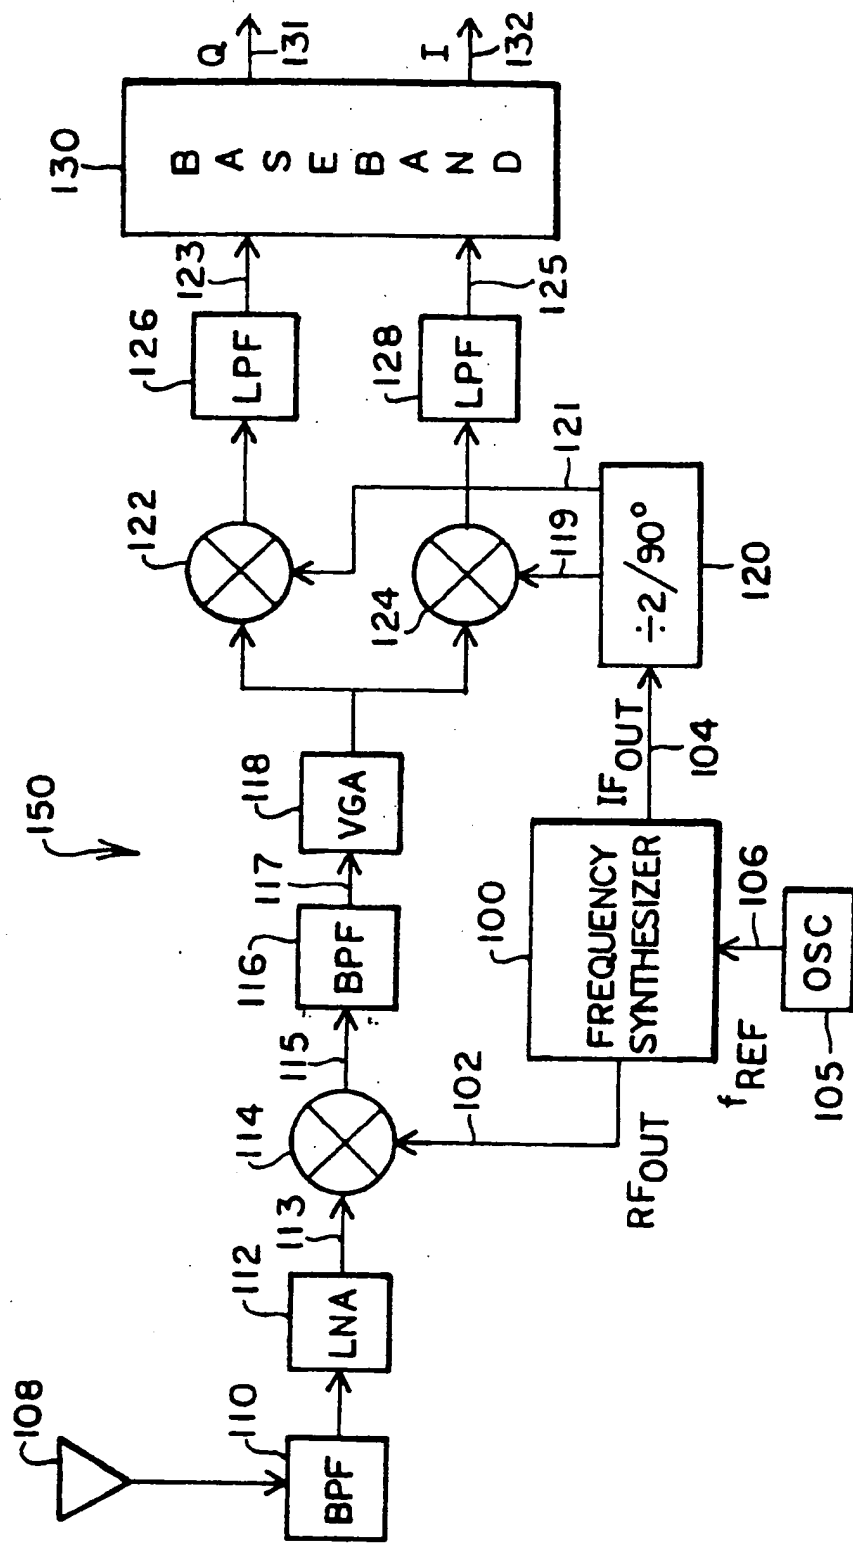 150
108
110
BPF
112
LNA
113
114
115
116
BPF
117
118
VGA
122
124
126
LPF
128
LPF
123
125
130
BASEBAND
Q
131
I
132
102
RFOUT
100
FREQUENCY
SYNTHESIZER
IFOUT
104
fREF
106
105
OSC
119
121
÷2/90°
120